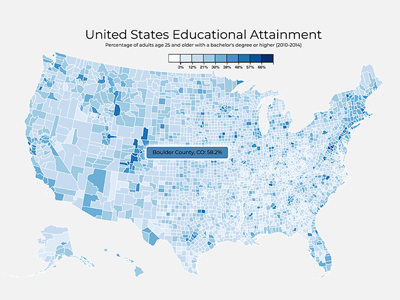 United States Educational Attainment
Percentage of adults age 25 and older with a bachelor's degree or higher (2010-2014)
3% 12% 21% 30% 39% 48% 57% 66%
Boulder County, CO: 58.2%